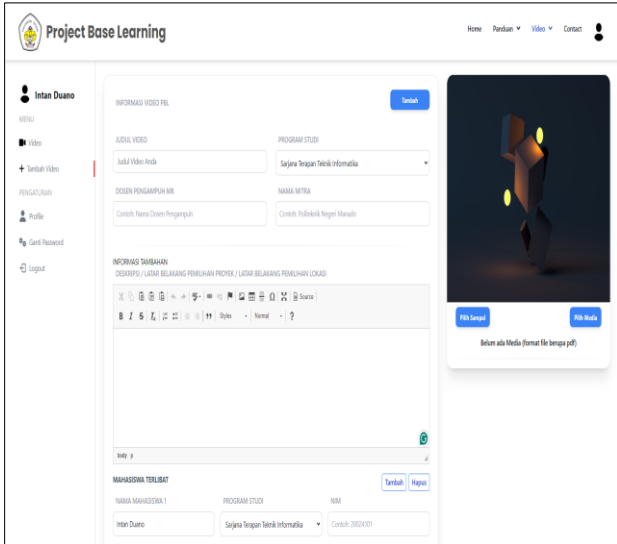 Project Base Learning
Home Panduan Video Contact
Intan Duano
MENU
Video
+ Tambah Video
PENGATURAN
Profile
Ganti Password
Logout
INFORMASI VIDEO PBL
Tambah
JUDUL VIDEO PROGRAM STUDI
Judul Video Anda Sarjana Terapan Teknik Informatika
DOSEN PENGAMPUH MK NAMA MITRA
Contoh: Nama Dosen Pengampuh Contoh: Politeknik Negeri Manado
INFORMASI TAMBAHAN
DESKRIPSI / LATAR BELAKANG PEMILIHAN PROYEK / LATAR BELAKANG PEMILIHAN LOKASI
Source
B I S Styles Normal ?
body p
MAHASISWA TERLIBAT Tambah Hapus
NAMA MAHASISWA 1 PROGRAM STUDI NIM
Intan Duano Sarjana Terapan Teknik Informatika Contoh: 20024101
Pilih Sampul Pilih Media
Belum ada Media (format file berupa pdf)